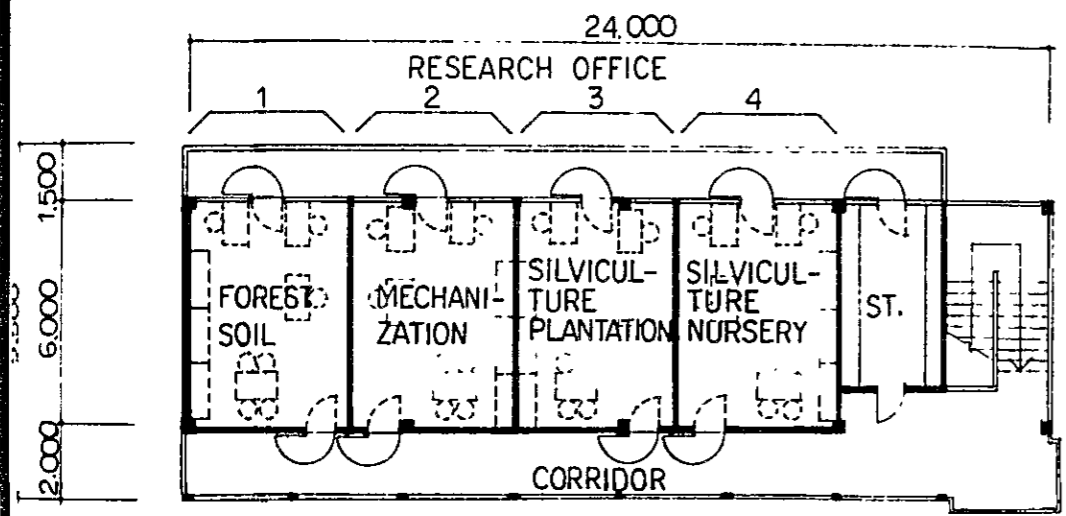 24.000
RESEARCH OFFICE
1 2 3 4
1.500
6.000
2.000
FOREST
SOIL
MECHANI-
ZATION
SILVICUL-
TURE
PLANTATION
SILVICUL-
TURE
NURSERY
ST.
CORRIDOR